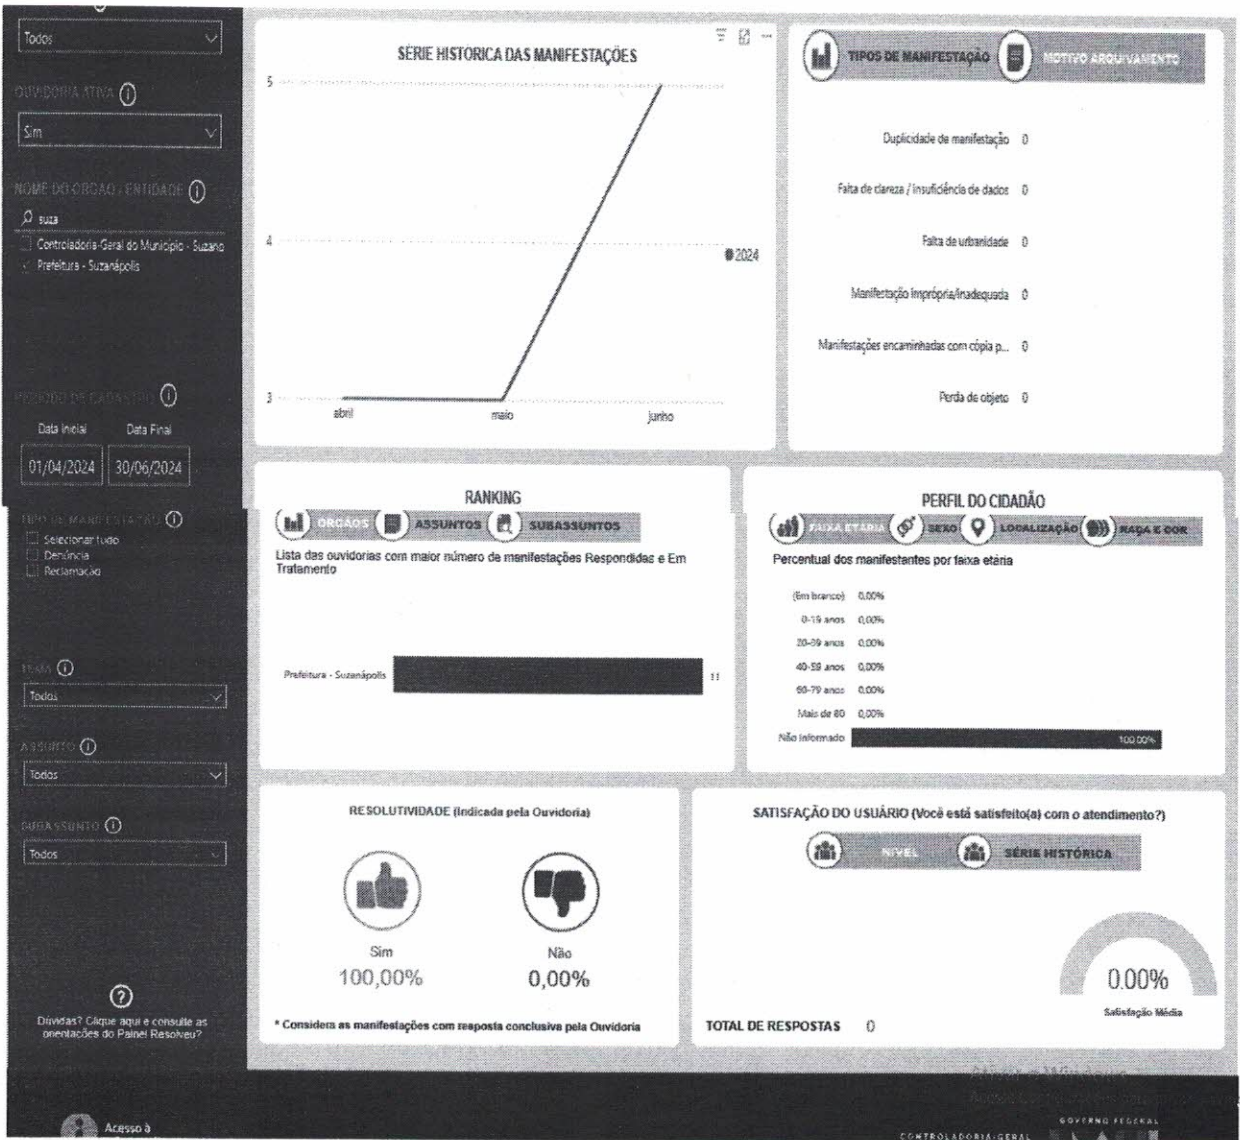 Todos
OUVIDORIA ATIVA
Sim
NOME DO ÓRGÃO - ENTIDADE
suza
Controladoria-Geral do Município - Suzano
Prefeitura - Suzanápolis
PERÍODO DE CADASTRO
Data Inicial Data Final
01/04/2024 30/06/2024
TIPO DE MANIFESTAÇÃO
Selecionar tudo
Denúncia
Reclamação
TEMA
Todos
ASSUNTO
Todos
SUBASSUNTO
Todos
Dúvidas? Clique aqui e consulte as
orientações do Painel Resolveu?
SÉRIE HISTÓRICA DAS MANIFESTAÇÕES
5
4
3
abril maio junho
2024
TIPOS DE MANIFESTAÇÃO MOTIVO ARQUIVAMENTO
Duplicidade de manifestação 0
Falta de clareza / insuficiência de dados 0
Falta de urbanidade 0
Manifestação imprópria/inadequada 0
Manifestações encaminhadas com cópia p... 0
Perda de objeto 0
RANKING
ÓRGÃOS ASSUNTOS SUBASSUNTOS
Lista das ouvidorias com maior número de manifestações Respondidas e Em
Tratamento
Prefeitura - Suzanápolis 11
PERFIL DO CIDADÃO
FAIXA ETÁRIA SEXO LOCALIZAÇÃO RAÇA E COR
Percentual dos manifestantes por faixa etária
(Em branco) 0,00%
0-19 anos 0,00%
20-39 anos 0,00%
40-59 anos 0,00%
60-79 anos 0,00%
Mais de 80 0,00%
Não Informado 100,00%
RESOLUTIVIDADE (Indicada pela Ouvidoria)
Sim Não
100,00% 0,00%
* Considera as manifestações com resposta conclusiva pela Ouvidoria
SATISFAÇÃO DO USUÁRIO (Você está satisfeito(a) com o atendimento?)
NÍVEL SÉRIE HISTÓRICA
0.00%
Satisfação Média
TOTAL DE RESPOSTAS 0
Ativar o Windows
Acesso à
CONTROLADORIA-GERAL
GOVERNO FEDERAL